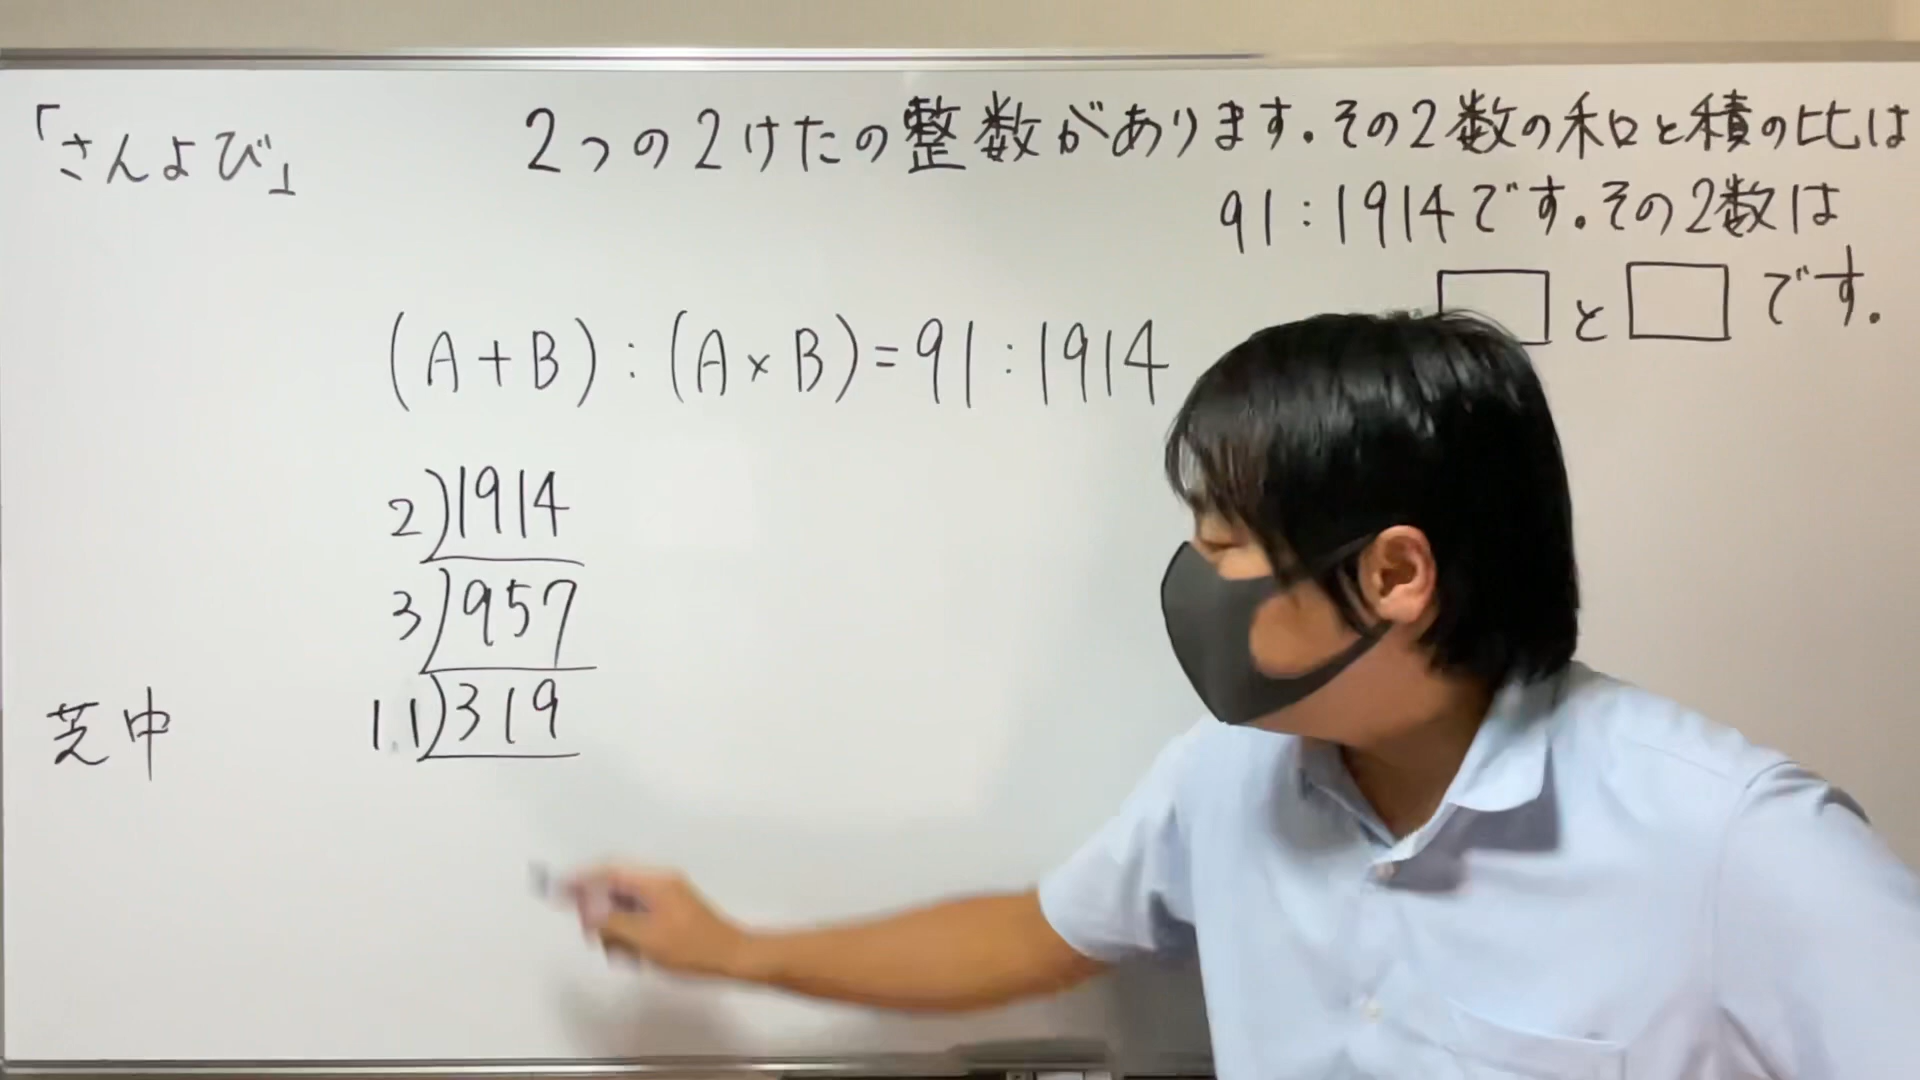 「さんよび」
2つの2けたの整数があります。その2数の和と積の比は
91:1914です。その2数は
□と□です。
(A+B):(A×B)=91:1914
2)1914
3)957
11)319
芝中